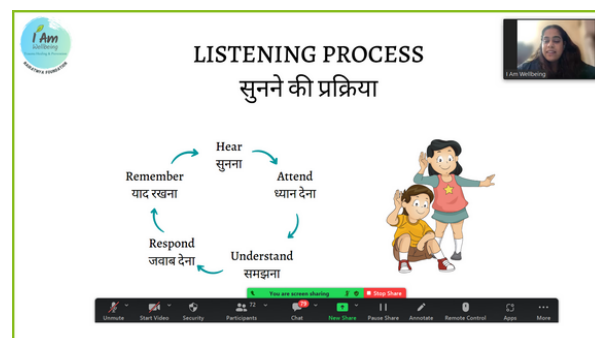 I Am
Wellbeing
LISTENING PROCESS
सुनने की प्रक्रिया
I Am Wellbeing
Hear
सुनना
Attend
ध्यान देना
Understand
समझना
Respond
जवाब देना
Remember
याद रखना
You are screen sharing
Stop Share
Unmute
Start Video
Security
72
Participants
79
Chat
New Share
Pause Share
Annotate
Remote Control
Apps
More